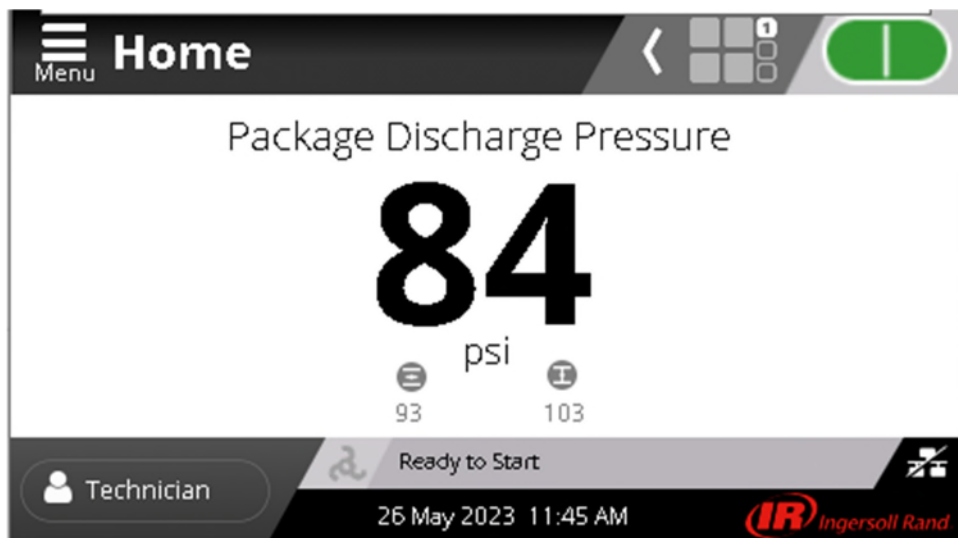 Menu
Home
1
Package Discharge Pressure
84
psi
93
103
Ready to Start
Technician
26 May 2023 11:45 AM
IR Ingersoll Rand